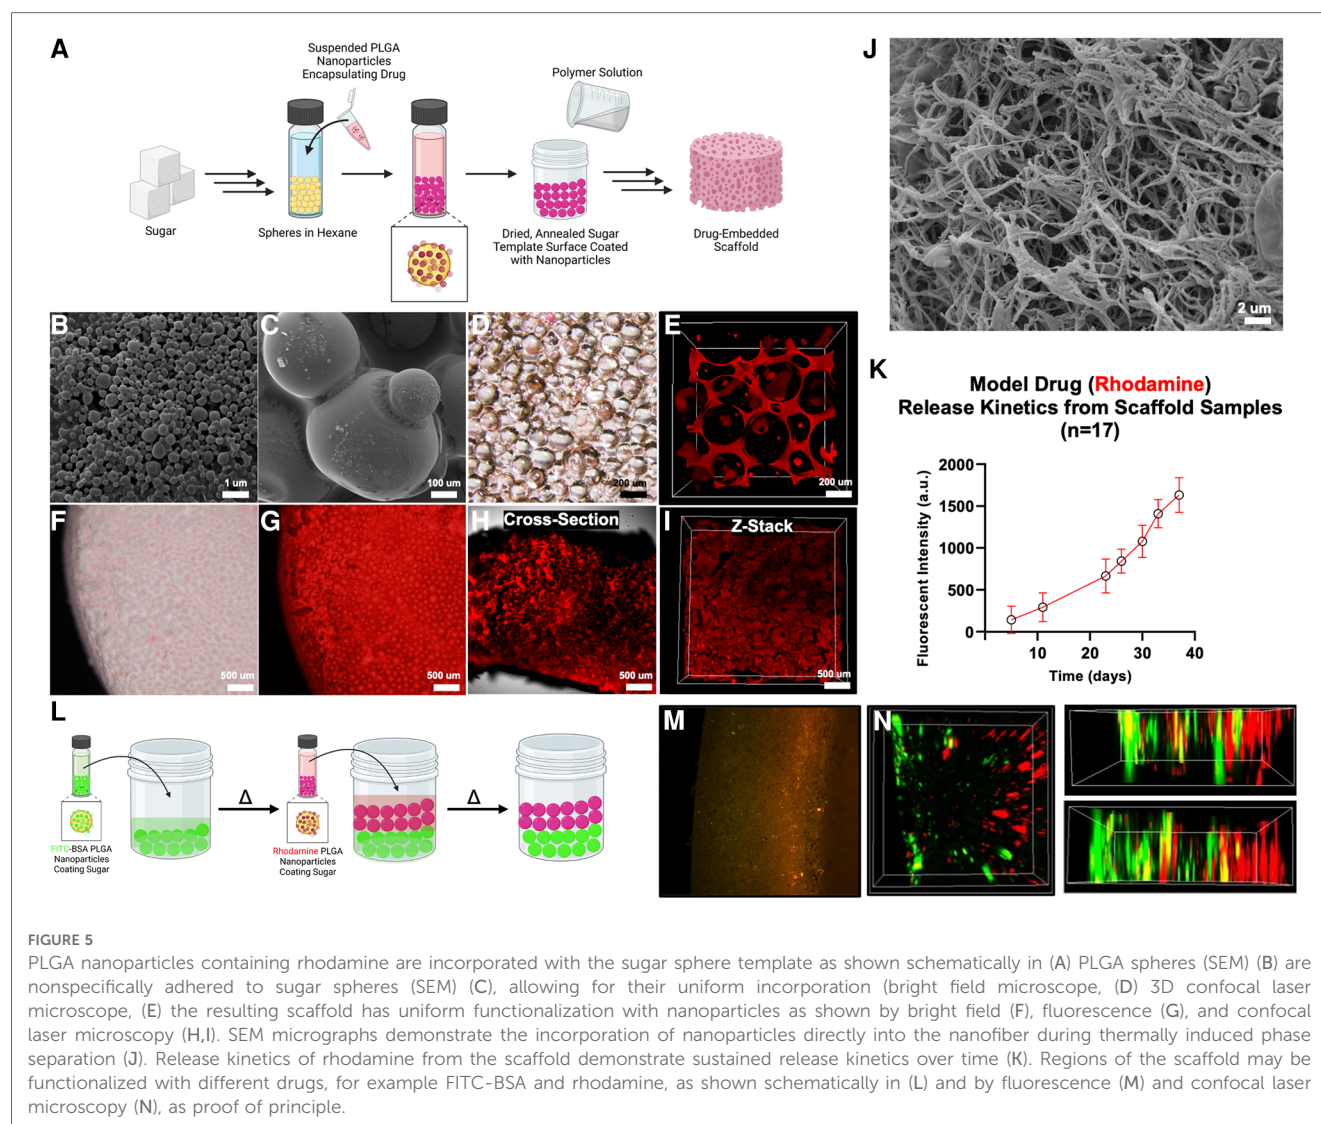 A
Suspended PLGA
Nanoparticles
Encapsulating Drug
Polymer Solution
Sugar
Spheres in Hexane
Dried, Annealed Sugar
Template Surface Coated
with Nanoparticles
Drug-Embedded
Scaffold
J
2 um
B
1 um
C
100 um
D
200 um
E
200 um
F
500 um
G
500 um
H
Cross-Section
500 um
I
Z-Stack
500 um
K
Model Drug (Rhodamine)
Release Kinetics from Scaffold Samples
(n=17)
Fluorescent Intensity (a.u.)
2000
1500
1000
500
0
10
20
30
40
Time (days)
L
FITC-BSA PLGA
Nanoparticles
Coating Sugar
Δ
Rhodamine PLGA
Nanoparticles
Coating Sugar
Δ
M
N
FIGURE 5
PLGA nanoparticles containing rhodamine are incorporated with the sugar sphere template as shown schematically in (A) PLGA spheres (SEM) (B) are
nonspecifically adhered to sugar spheres (SEM) (C), allowing for their uniform incorporation (bright field microscope, (D) 3D confocal laser
microscope, (E) the resulting scaffold has uniform functionalization with nanoparticles as shown by bright field (F), fluorescence (G), and confocal
laser microscopy (H,I). SEM micrographs demonstrate the incorporation of nanoparticles directly into the nanofiber during thermally induced phase
separation (J). Release kinetics of rhodamine from the scaffold demonstrate sustained release kinetics over time (K). Regions of the scaffold may be
functionalized with different drugs, for example FITC-BSA and rhodamine, as shown schematically in (L) and by fluorescence (M) and confocal laser
microscopy (N), as proof of principle.